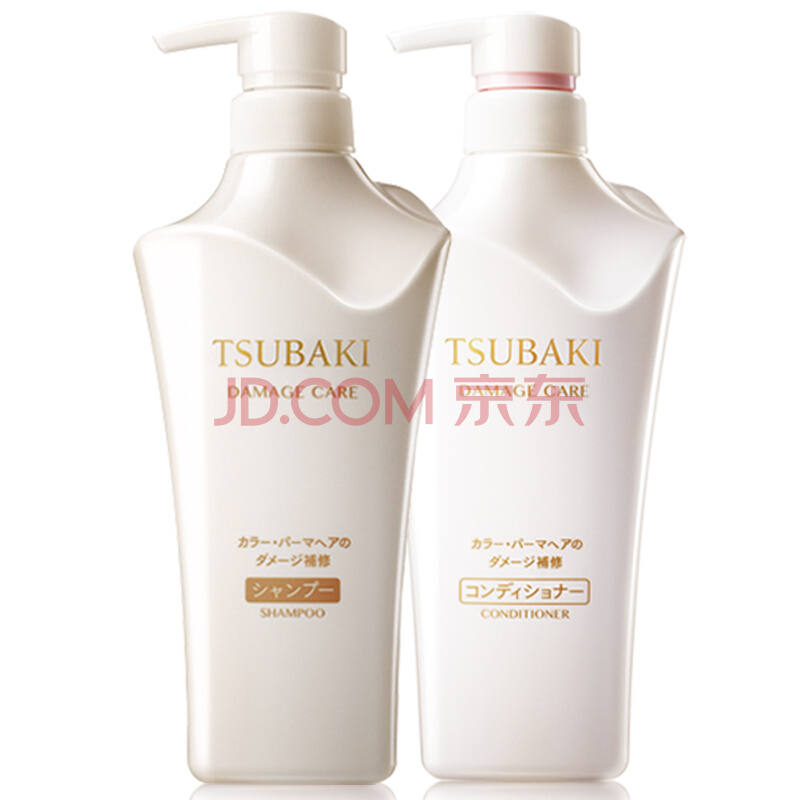 TSUBAKI
DAMAGE CARE
カラー・パーマヘアの
ダメージ補修
シャンプー
SHAMPOO
TSUBAKI
DAMAGE CARE
カラー・パーマヘアの
ダメージ補修
コンディショナー
CONDITIONER
JD.COM 京东